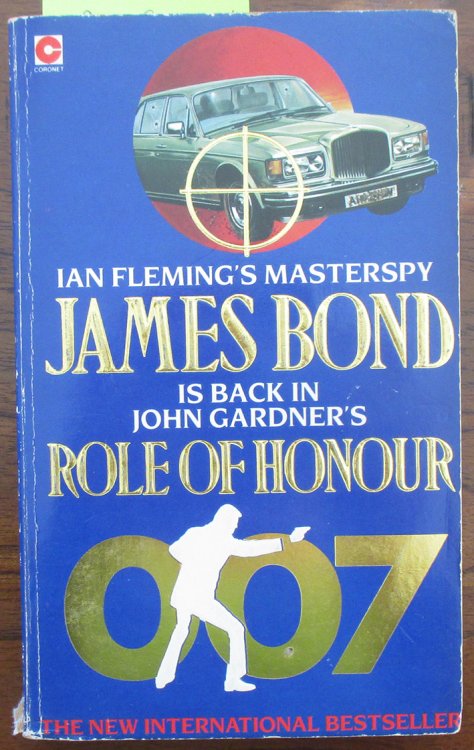 CORONET
IAN FLEMING'S MASTERSPY
JAMES BOND
IS BACK IN
JOHN GARDNER'S
ROLE OF HONOUR
007
THE NEW INTERNATIONAL BESTSELLER